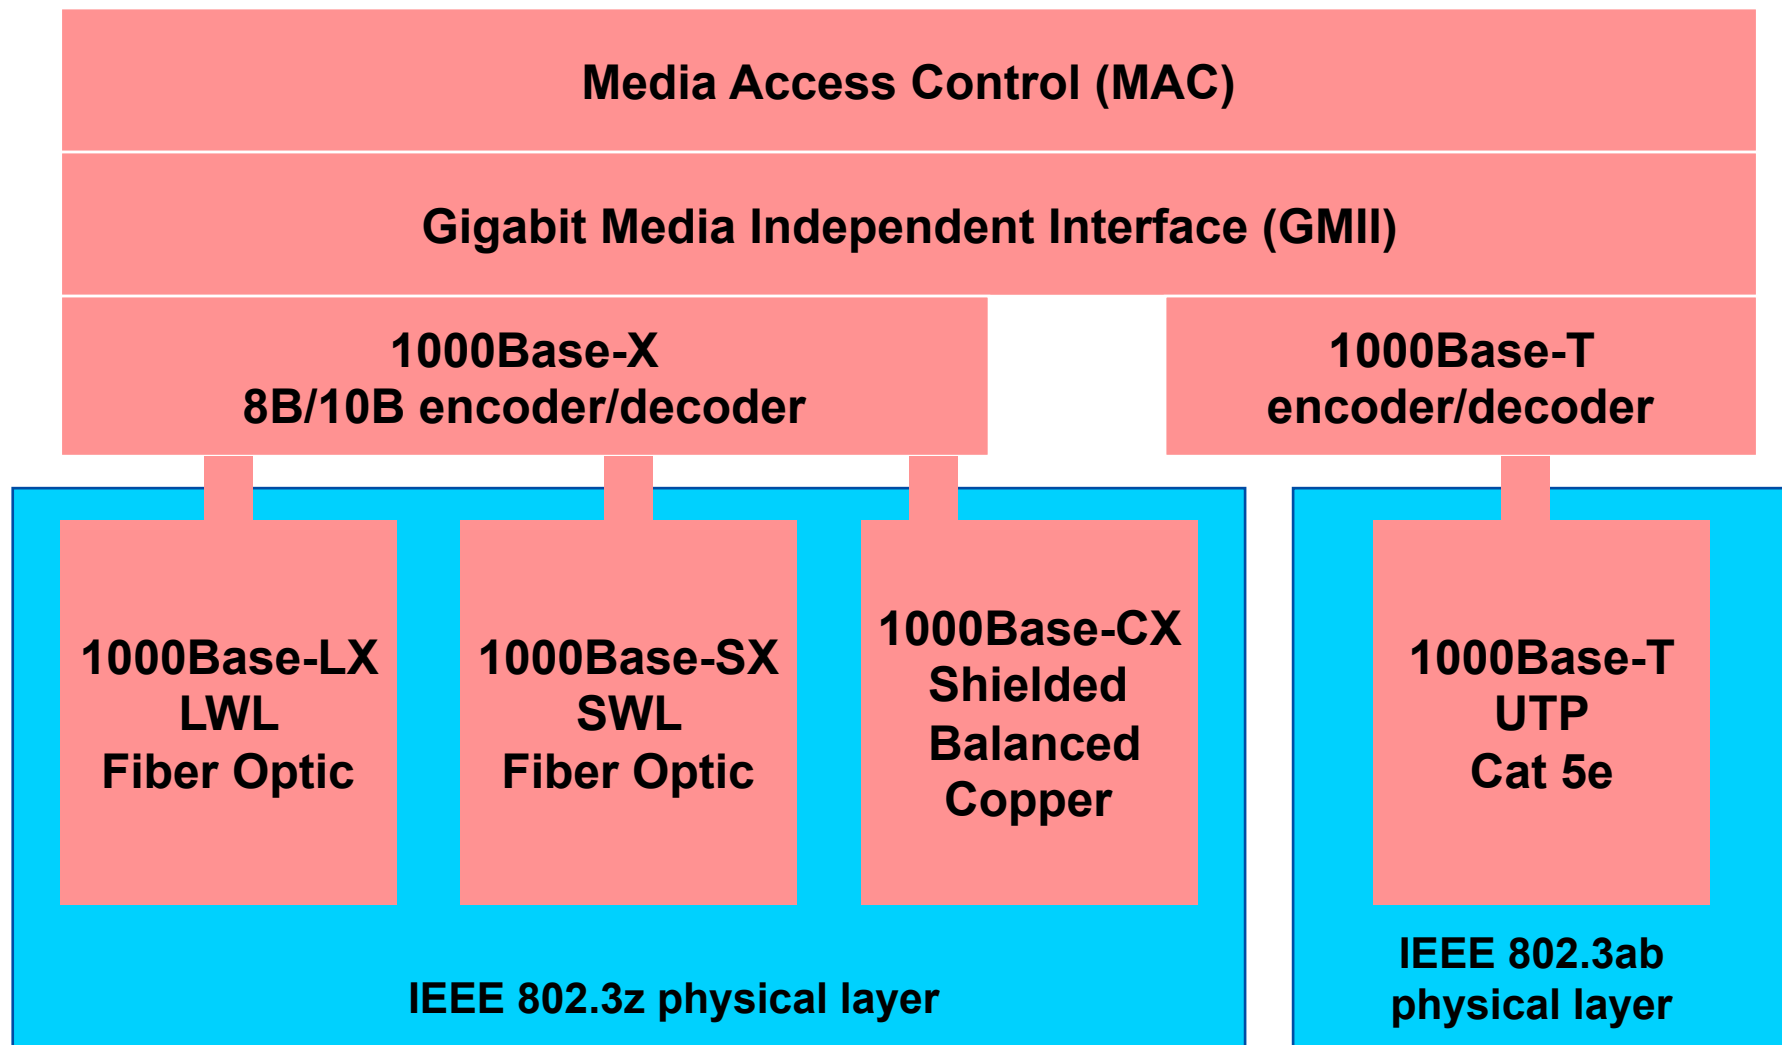 Media Access Control (MAC)
Gigabit Media Independent Interface (GMII)
1000Base-X
8B/10B encoder/decoder
1000Base-T
encoder/decoder
1000Base-LX
LWL
Fiber Optic
1000Base-SX
SWL
Fiber Optic
1000Base-CX
Shielded
Balanced
Copper
1000Base-T
UTP
Cat 5e
IEEE 802.3z physical layer
IEEE 802.3ab
physical layer